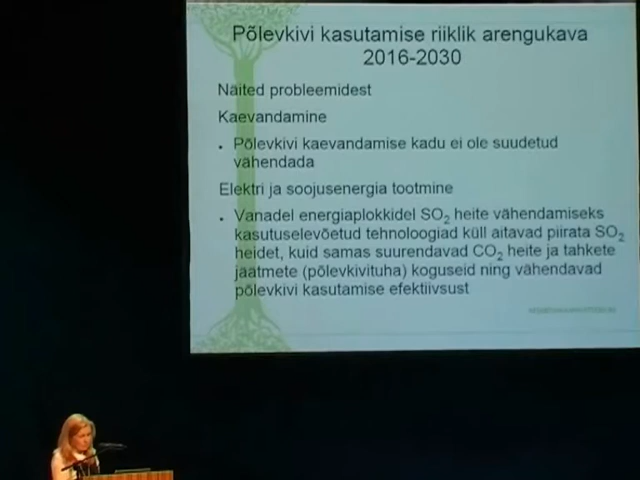 Põlevkivi kasutamise riiklik arengukava
2016-2030
Näited probleemidest
Kaevandamine
• Põlevkivi kaevandamise kadu ei ole suudetud
vähendada
Elektri ja soojusenergia tootmine
• Vanadel energiaplokkidel SO₂ heite vähendamiseks
kasutuselevõetud tehnoloogiad küll aitavad piirata SO₂
heidet, kuid samas suurendavad CO₂ heite ja tahkete
jäätmete (põlevkivituha) koguseid ning vähendavad
põlevkivi kasutamise efektiivsust